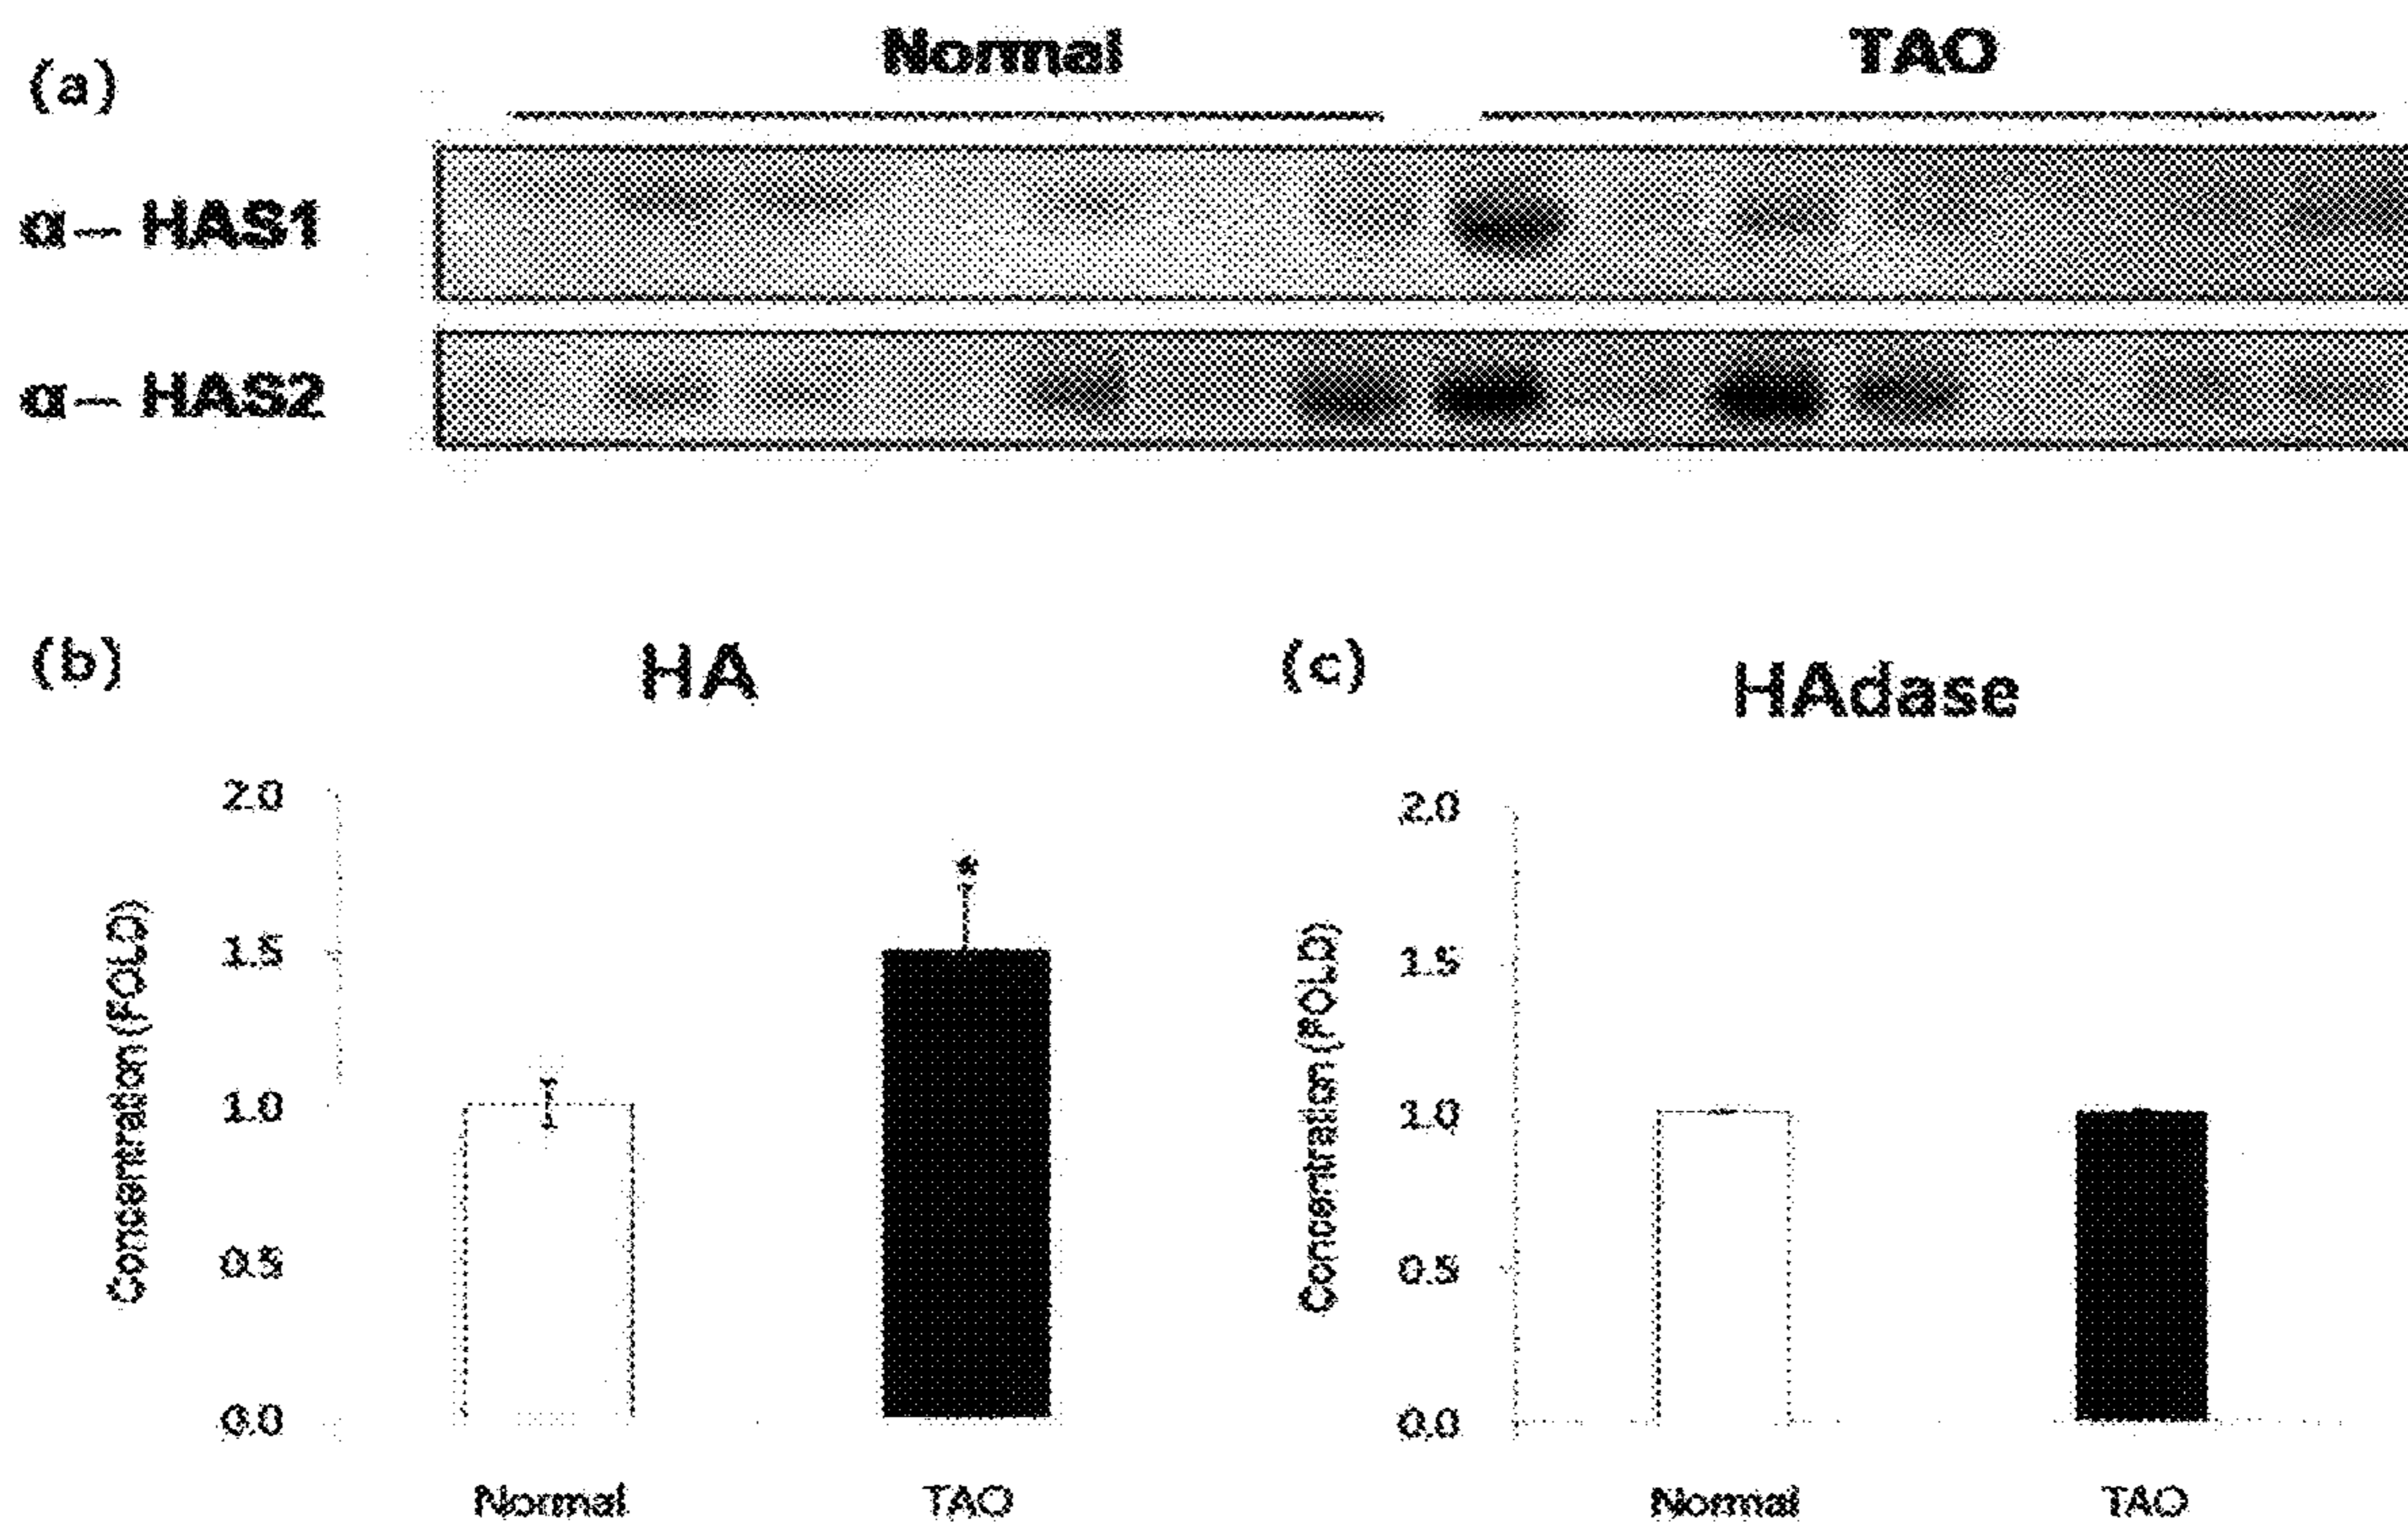 (a)
Normal
TAO
α— HAS1
α— HAS2
(b)
HA
Concentration (FOLD)
2.0
1.5
1.0
0.5
0.0
*
Normal
TAO
(c)
HAdase
Concentration (FOLD)
2.0
1.5
1.0
0.5
0.0
Normal
TAO